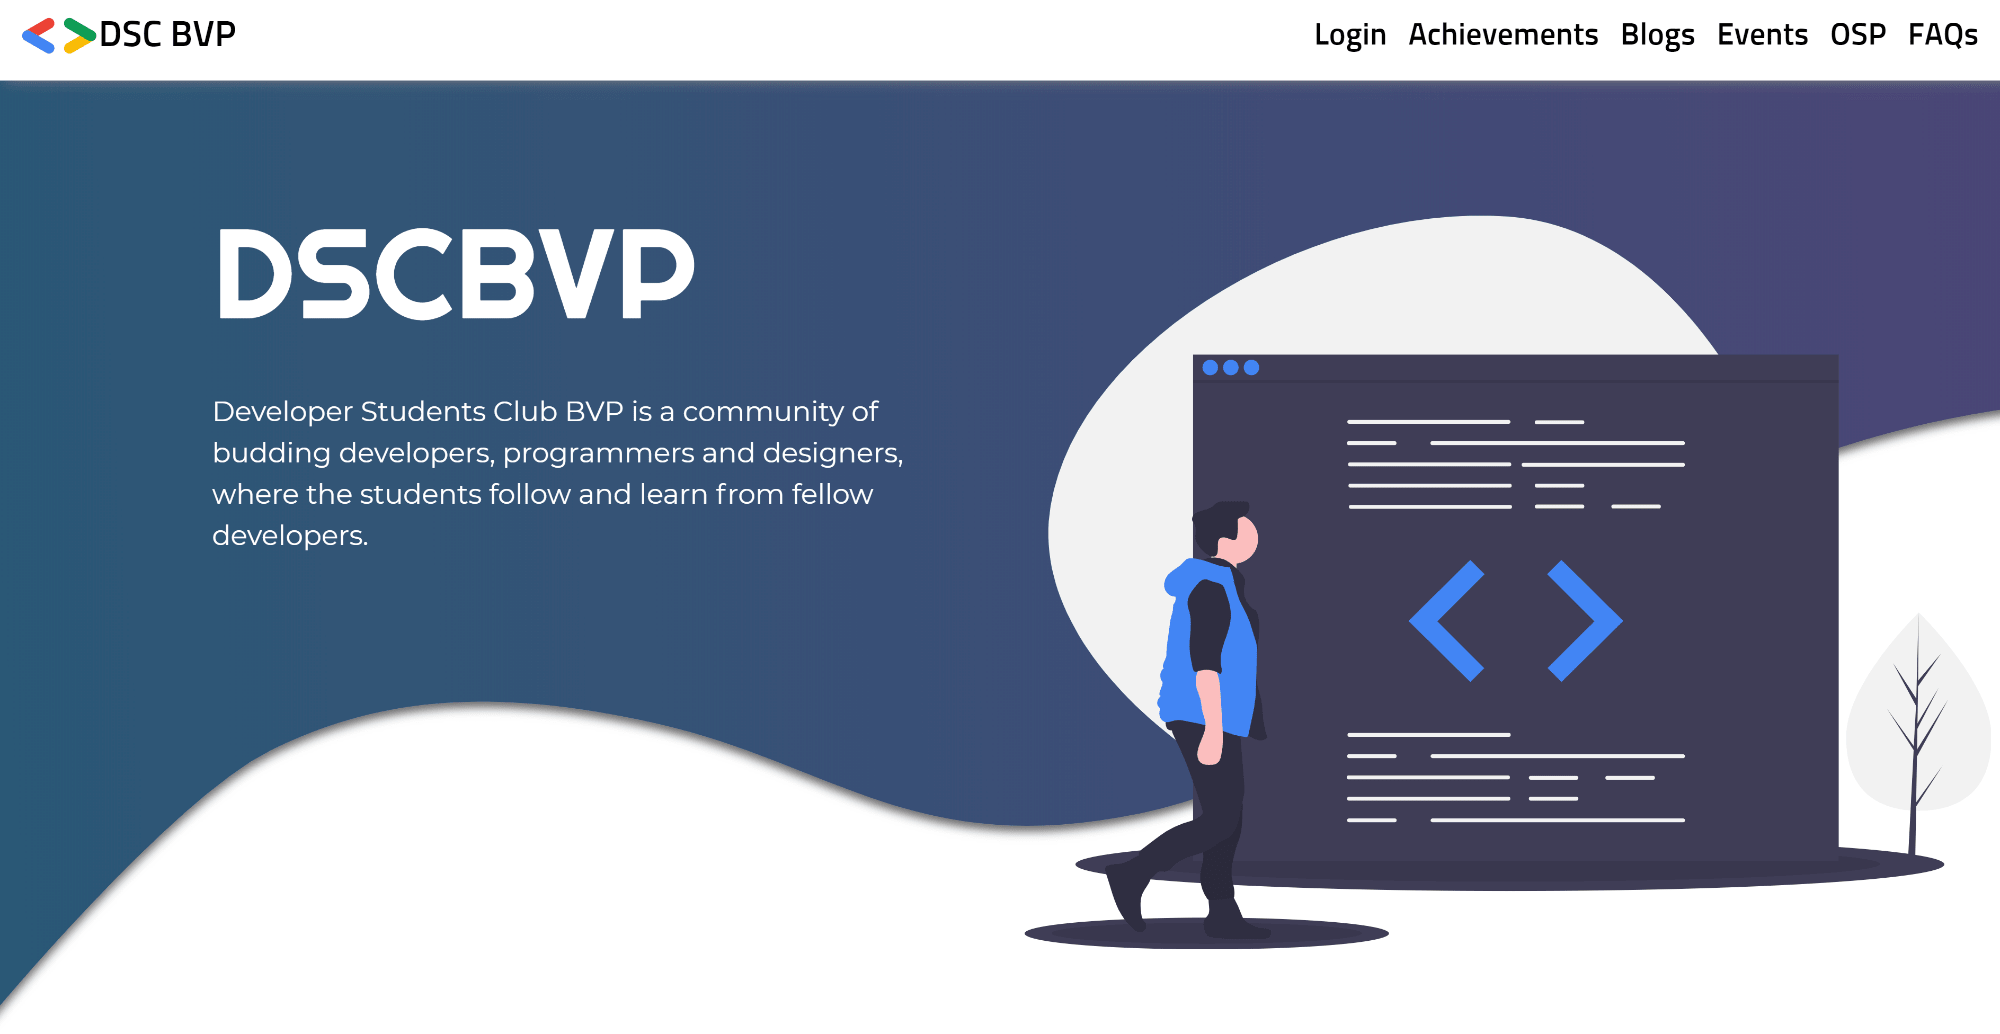 DSC BVP
Login Achievements Blogs Events OSP FAQs
DSCBVP
Developer Students Club BVP is a community of
budding developers, programmers and designers,
where the students follow and learn from fellow
developers.